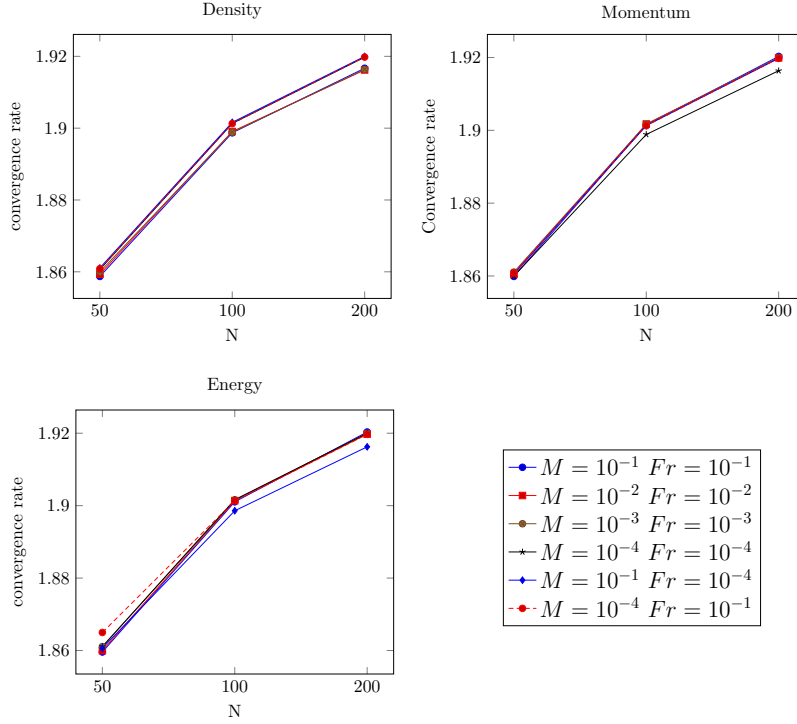 Density
convergence rate
1.92
1.9
1.88
1.86
50 100 200
N
Momentum
Convergence rate
1.92
1.9
1.88
1.86
50 100 200
N
Energy
convergence rate
1.92
1.9
1.88
1.86
50 100 200
N
M = 10⁻¹ Fr = 10⁻¹
M = 10⁻² Fr = 10⁻²
M = 10⁻³ Fr = 10⁻³
M = 10⁻⁴ Fr = 10⁻⁴
M = 10⁻¹ Fr = 10⁻⁴
M = 10⁻⁴ Fr = 10⁻¹